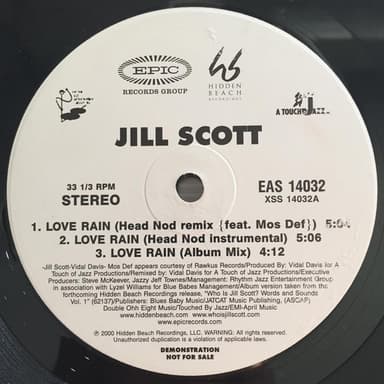 EPIC
RECORDS GROUP
HIDDEN
BEACH
RECORDINGS
A TOUCH JAZZ
JILL SCOTT
33 1/3 RPM
STEREO
EAS 14032
XSS 14032A
1. LOVE RAIN (Head Nod remix {feat. Mos Def}) 5:04
2. LOVE RAIN (Head Nod instrumental) 5:06
3. LOVE RAIN (Album Mix) 4:12
-Jill Scott-Vidal Davis- Mos Def appears courtesy of Rawkus Records/Produced By: Vidal Davis for
A Touch of Jazz Productions/Remixed by: Vidal Davis for A Touch of Jazz Productions/Executive
Producers: Steve McKeever, Jazzy Jeff Townes/Management: Rhythm Jazz Entertainment Group
in association with Lyzel Williams for Blue Babes Management/Album version taken from the
forthcoming Hidden Beach Recordings release, "Who Is Jill Scott? Words and Sounds
Vol. 1" (62137)/Publishers: Blues Baby Music/JATCAT Music Publishing, (ASCAP)
Double Ohh Eight Music/Touched By Jazz/EMI-April Music
www.hiddenbeach.com www.whoisjillscott.com
www.epicrecords.com
℗ © 2000 Hidden Beach Recordings, LLC. WARNING: All rights reserved.
Unauthorized duplication is a violation of applicable laws.
DEMONSTRATION
NOT FOR SALE